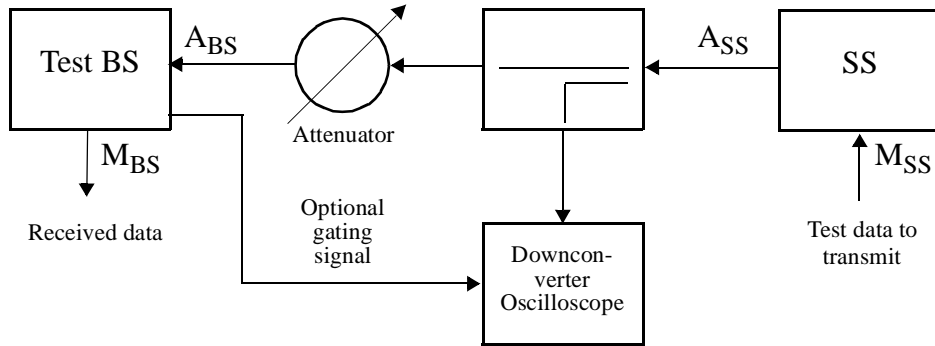 Test BS
A_BS
Attenuator
A_SS
SS
M_BS
M_SS
Received data
Optional
gating
signal
Downcon-
verter
Oscilloscope
Test data to
transmit